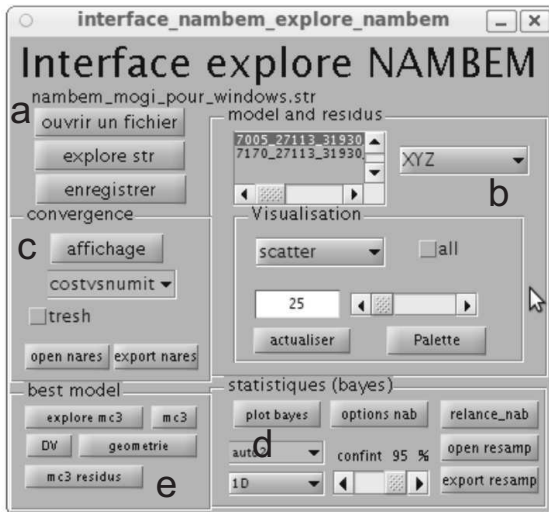 interface_nambem_explore_nambem
Interface explore NAMBEM
nambem_mogi_pour_windows.str
a
ouvrir un fichier
explore str
enregistrer
model and residus
7005_27113_31930
7170_27113_31930
XYZ
b
convergence
c
affichage
costvsnumit
tresh
open nares
export nares
Visualisation
scatter
all
25
actualiser
Palette
best model
explore mc3
mc3
DV
geometrie
mc3 residus
e
statistiques (bayes)
plot bayes
options nab
relance_nab
d
confint 95 %
open resamp
1D
export resamp